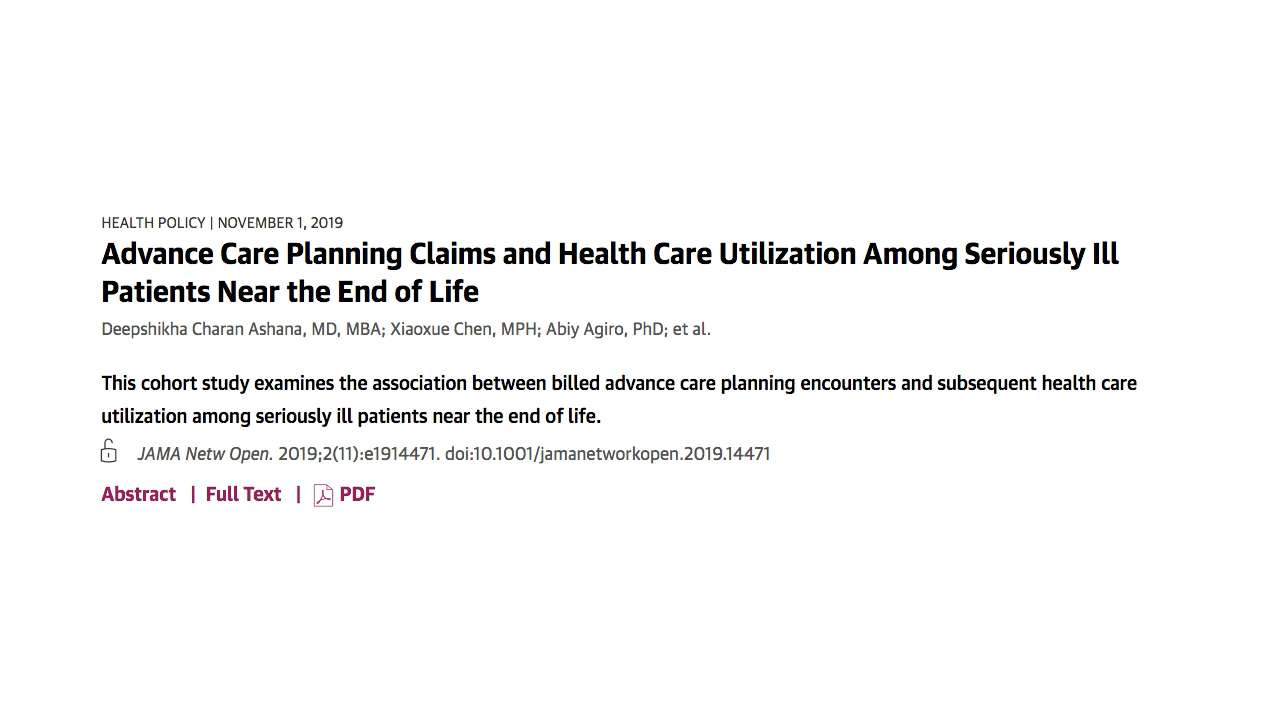 HEALTH POLICY | NOVEMBER 1, 2019
Advance Care Planning Claims and Health Care Utilization Among Seriously Ill
Patients Near the End of Life
Deepshikha Charan Ashana, MD, MBA; Xiaoxue Chen, MPH; Abiy Agiro, PhD; et al.
This cohort study examines the association between billed advance care planning encounters and subsequent health care
utilization among seriously ill patients near the end of life.
JAMA Netw Open. 2019;2(11):e1914471. doi:10.1001/jamanetworkopen.2019.14471
Abstract | Full Text | PDF